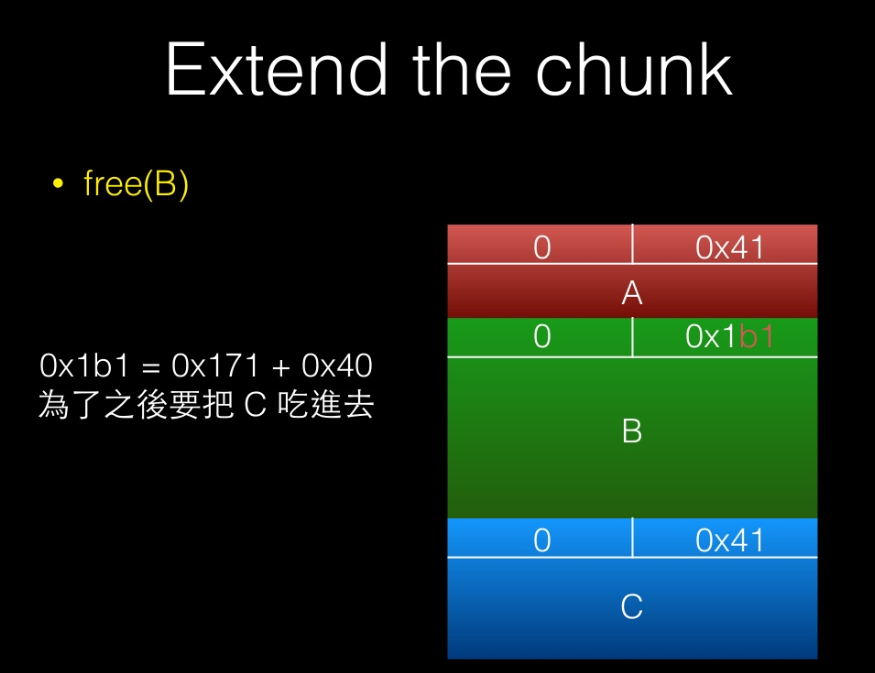 Extend the chunk
• free(B)
0 0x41
A
0 0x1b1
0x1b1 = 0x171 + 0x40
為了之後要把 C 吃進去
B
0 0x41
C